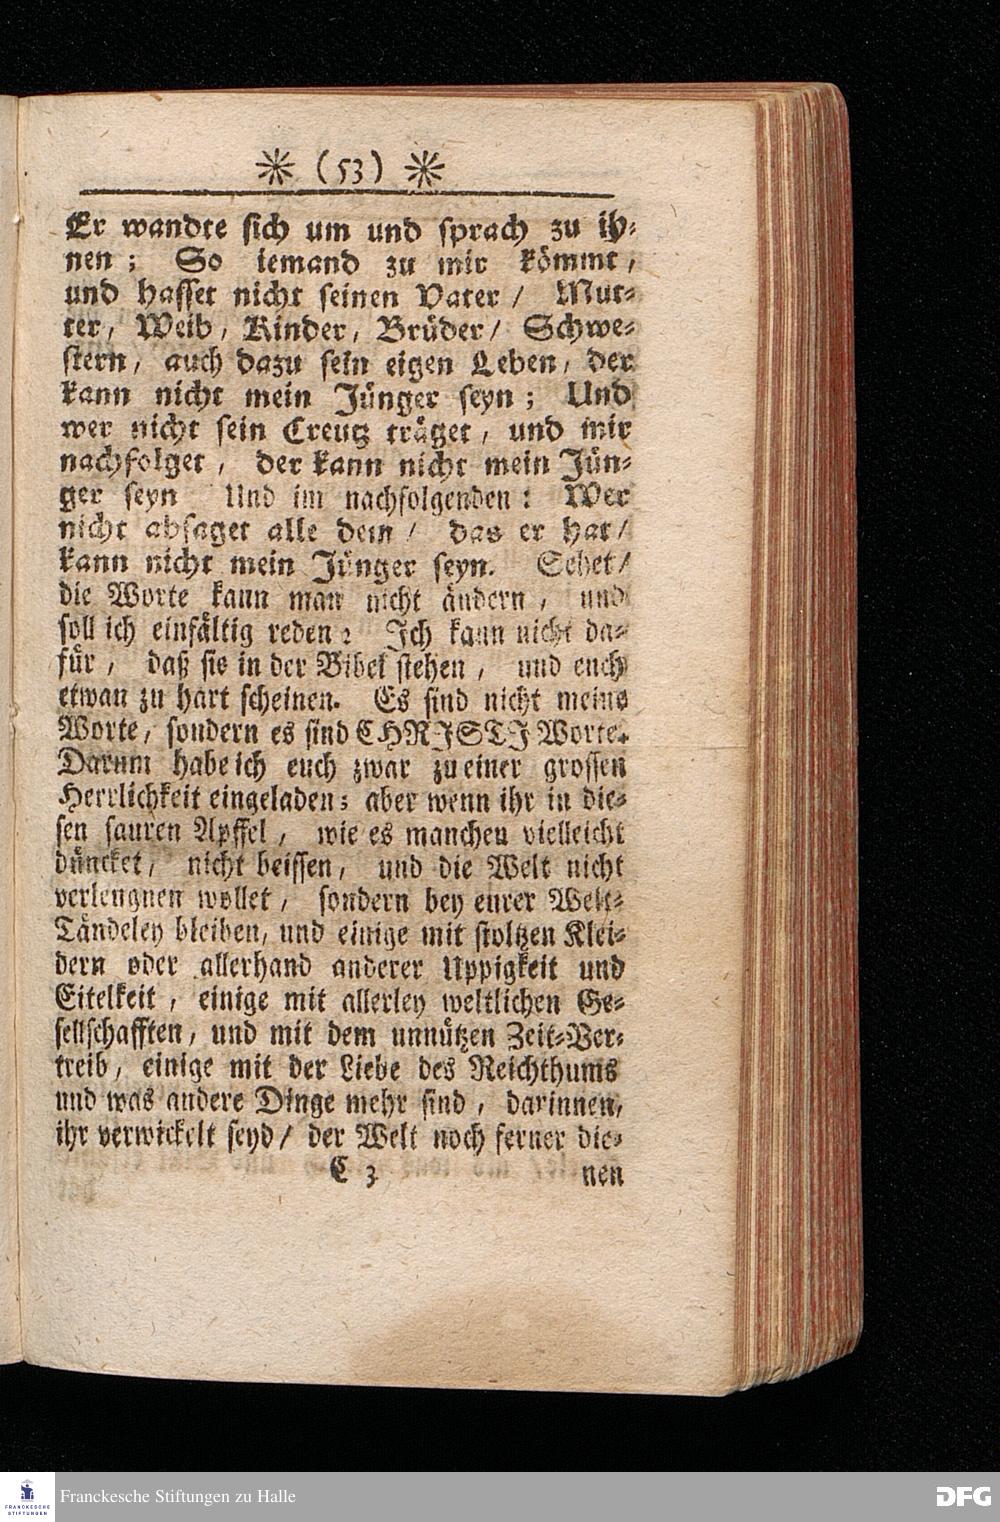 * (53) *
Er wandte sich um und sprach zu ih-
nen ; So iemand zu mir kömmt,
und hasset nicht seinen Vater / Mut-
ter, Weib, Kinder, Brüder/ Schwe-
stern, auch dazu sein eigen Leben, der
kann nicht mein Jünger seyn ; Und
wer nicht sein Creutz träget, und mir
nachfolget, der kann nicht mein Jün-
ger seyn Und im nachfolgenden : Wer
nicht absaget alle dem / das er hat /
kann nicht mein Jünger seyn. Sehet /
die Worte kann man nicht ändern, und
soll ich einfältig reden : Ich kann nicht da-
für, daß sie in der Bibel stehen, und euch
etwan zu hart scheinen. Es sind nicht meine
Worte, sondern es sind CHRISTI Worte.
Darum habe ich euch zwar zu einer grossen
Herrlichkeit eingeladen; aber wenn ihr in die-
sen sauren Apffel, wie es manchen vielleicht
düncket, nicht beissen, und die Welt nicht
verleugnen wollet, sondern bey eurer Welt-
Tändeley bleiben, und einige mit stoltzen Klei-
dern oder allerhand anderer Uppigkeit und
Eitelkeit, einige mit allerley weltlichen Ge-
sellschafften, und mit dem unnützen Zeit-Ver-
treib, einige mit der Liebe des Reichthums
und was andere Dinge mehr sind, darinnen,
ihr verwickelt seyd / der Welt noch ferner die-
C 3 nen
FRANCKESCHE STIFTUNGEN
Franckesche Stiftungen zu Halle
DFG